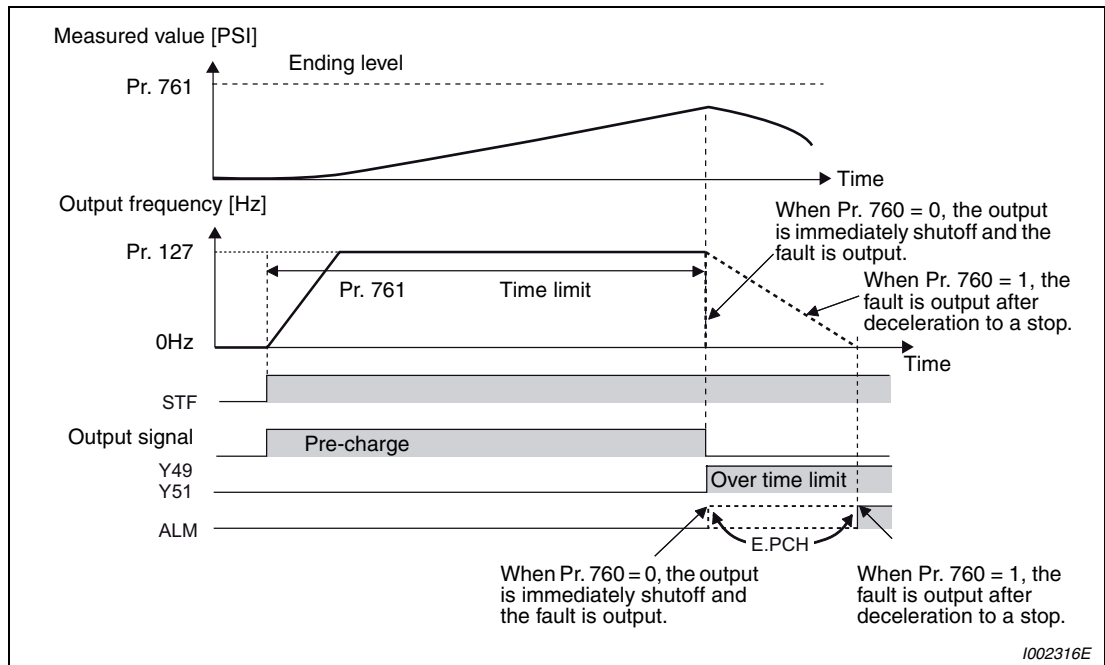 Measured value [PSI]
Ending level
Pr. 761
Time
Output frequency [Hz]
When Pr. 760 = 0, the output
is immediately shutoff and the
fault is output.
Pr. 127
When Pr. 760 = 1, the
fault is output after
deceleration to a stop.
Pr. 761
Time limit
0Hz
Time
STF
Output signal
Pre-charge
Y49
Over time limit
Y51
ALM
E.PCH
When Pr. 760 = 0, the output
is immediately shutoff and
the fault is output.
When Pr. 760 = 1, the
fault is output after
deceleration to a stop.
I002316E